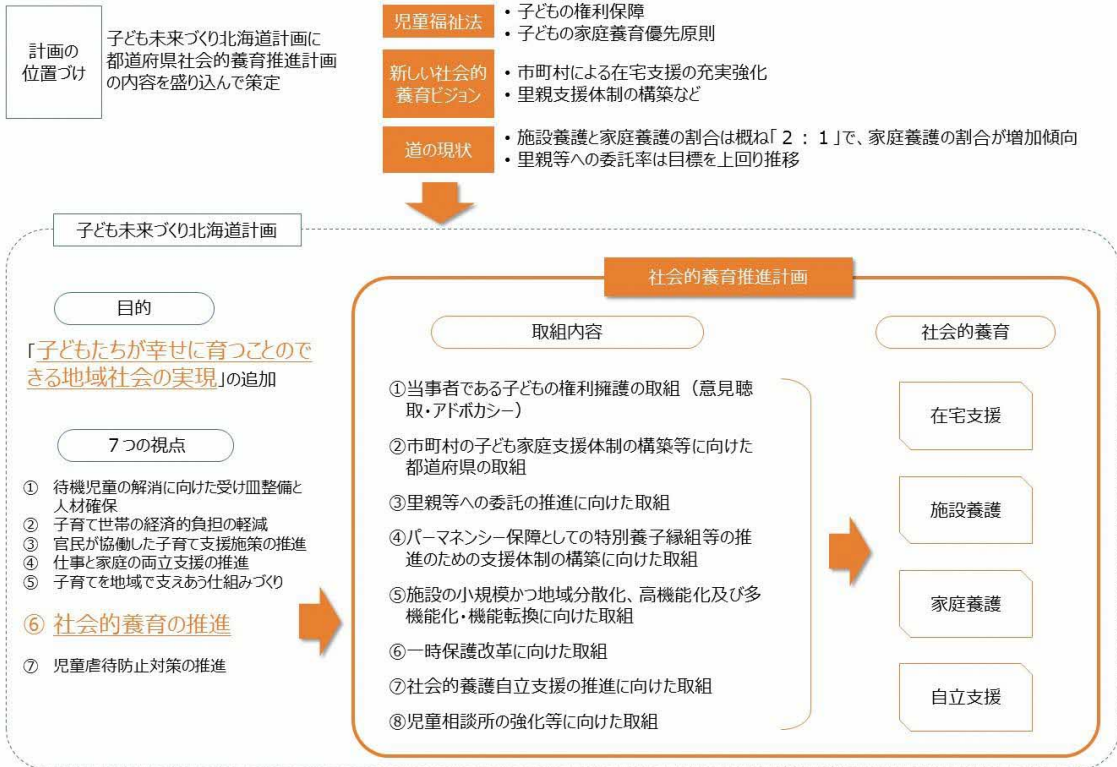 計画の
位置づけ
子ども未来づくり北海道計画に
都道府県社会的養育推進計画
の内容を盛り込んで策定
児童福祉法
・子どもの権利保障
・子どもの家庭養育優先原則
新しい社会的
養育ビジョン
・市町村による在宅支援の充実強化
・里親支援体制の構築など
道の現状
・施設養護と家庭養護の割合は概ね「２：１」で、家庭養護の割合が増加傾向
・里親等への委託率は目標を上回り推移
子ども未来づくり北海道計画
目的
「子どもたちが幸せに育つことので
きる地域社会の実現」の追加
７つの視点
① 待機児童の解消に向けた受け皿整備と
人材確保
② 子育て世帯の経済的負担の軽減
③ 官民が協働した子育て支援施策の推進
④ 仕事と家庭の両立支援の推進
⑤ 子育てを地域で支えあう仕組みづくり
⑥ 社会的養育の推進
⑦ 児童虐待防止対策の推進
社会的養育推進計画
取組内容
①当事者である子どもの権利擁護の取組（意見聴
取・アドボカシー）
②市町村の子ども家庭支援体制の構築等に向けた
都道府県の取組
③里親等への委託の推進に向けた取組
④パーマネンシー保障としての特別養子縁組等の推
進のための支援体制の構築に向けた取組
⑤施設の小規模かつ地域分散化、高機能化及び多
機能化・機能転換に向けた取組
⑥一時保護改革に向けた取組
⑦社会的養護自立支援の推進に向けた取組
⑧児童相談所の強化等に向けた取組
社会的養育
在宅支援
施設養護
家庭養護
自立支援